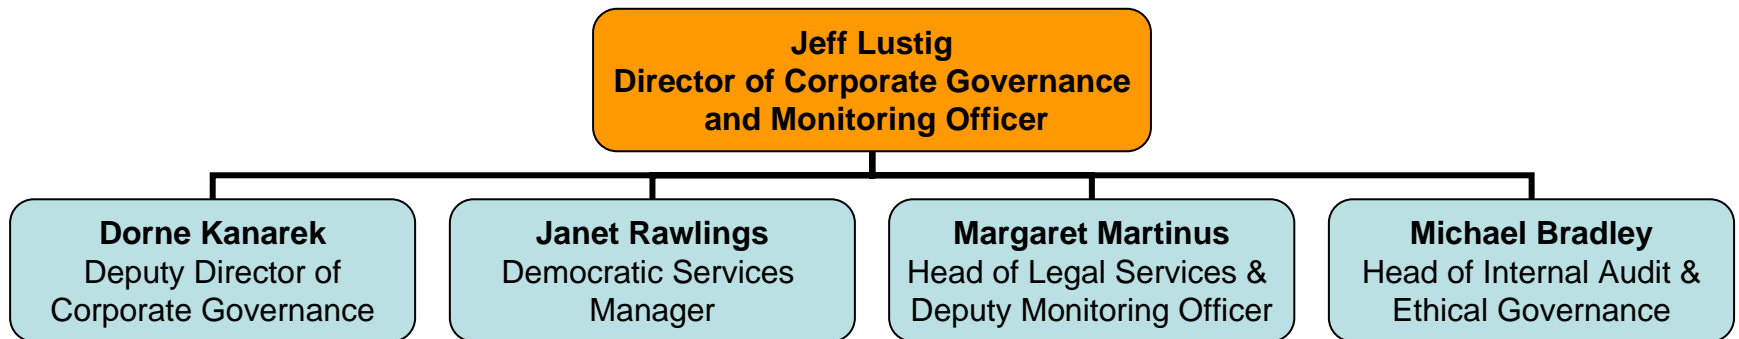 Jeff Lustig
Director of Corporate Governance
and Monitoring Officer
Dorne Kanarek
Deputy Director of
Corporate Governance
Janet Rawlings
Democratic Services
Manager
Margaret Martinus
Head of Legal Services &
Deputy Monitoring Officer
Michael Bradley
Head of Internal Audit &
Ethical Governance